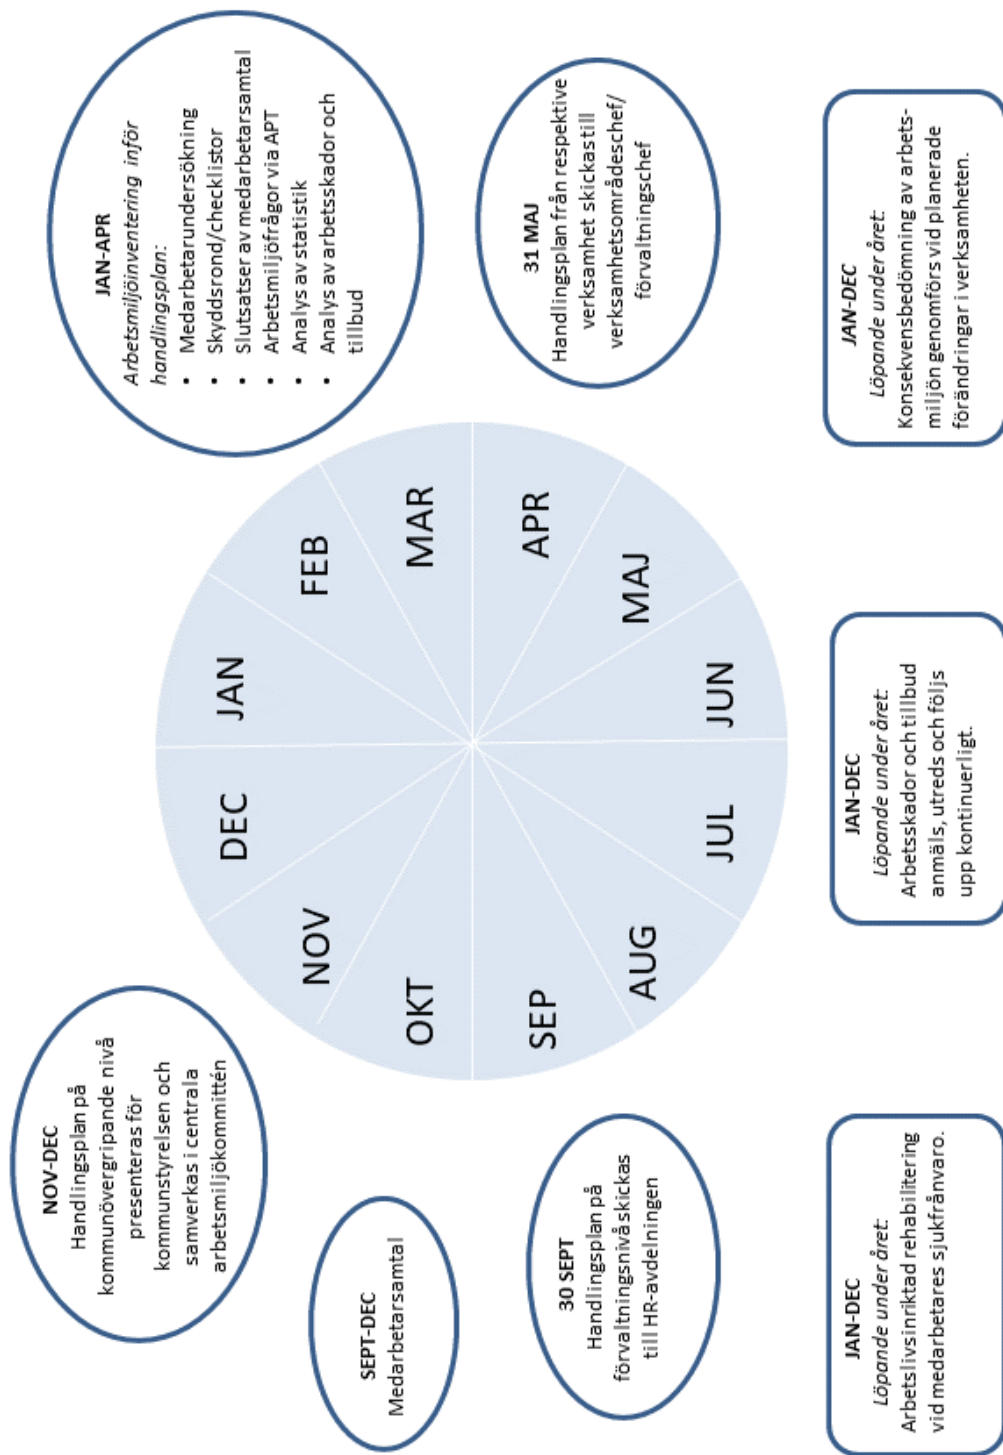 NOV-DEC
Handlingsplan på
kommunövergripande nivå
presenteras för
kommunstyrelsen och
samverkas i centrala
arbetsmiljökommittén
JAN-APR
Arbetsmiljöinventering inför
handlingsplan:
• Medarbetarundersökning
• Skyddsrond/checklistor
• Slutsatser av medarbetarsamtal
• Arbetsmiljöfrågor via APT
• Analys av statistik
• Analys av arbetsskador och
tillbud
SEPT-DEC
Medarbetarsamtal
30 SEPT
Handlingsplan på
förvaltningsnivå skickas
till HR-avdelningen
31 MAJ
Handlingsplan från respektive
verksamhet skickas till
verksamhetsområdeschef/
förvaltningschef
JAN
FEB
MAR
APR
MAJ
JUN
JUL
AUG
SEP
OKT
NOV
DEC
JAN-DEC
Löpande under året:
Arbetslivsinriktad rehabilitering
vid medarbetares sjukfrånvaro.
JAN-DEC
Löpande under året:
Arbetsskador och tillbud
anmäls, utreds och följs
upp kontinuerligt.
JAN-DEC
Löpande under året:
Konsekvensbedömning av arbets-
miljön genomförs vid planerade
förändringar i verksamheten.